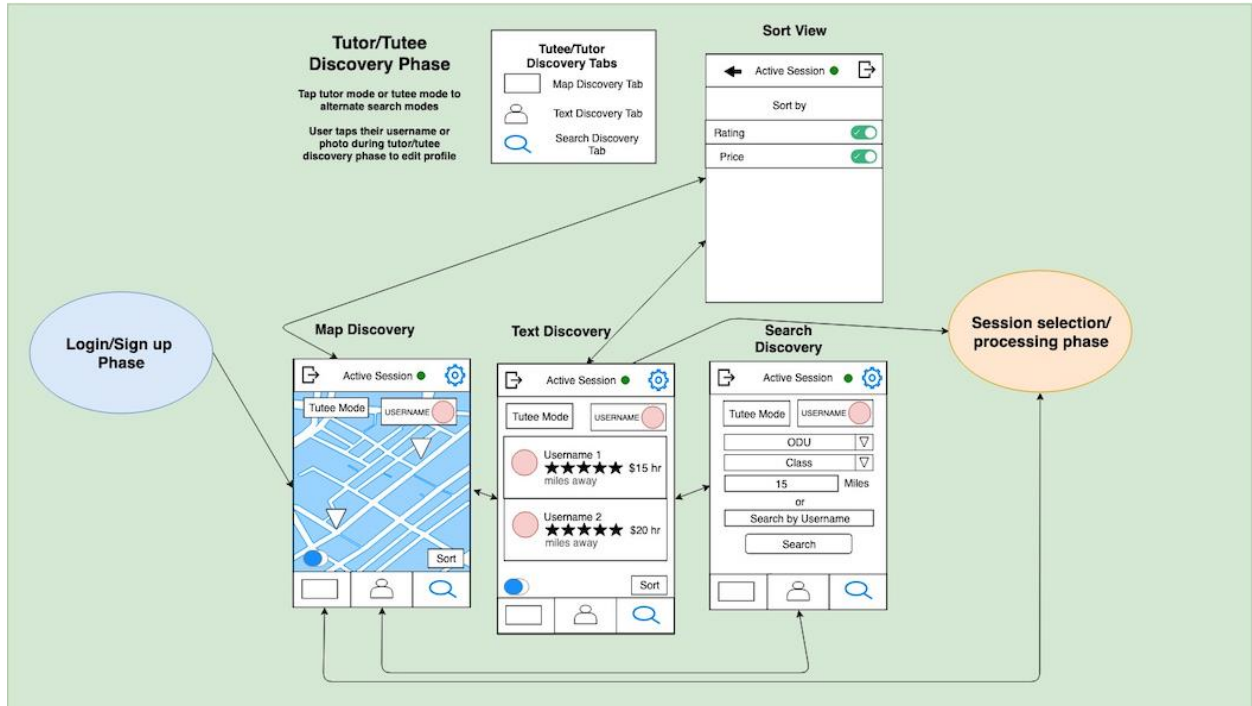 Tutor/Tutee
Discovery Phase
Tap tutor mode or tutee mode to
alternate search modes
User taps their username or
photo during tutor/tutee
discovery phase to edit profile
Tutee/Tutor
Discovery Tabs
Map Discovery Tab
Text Discovery Tab
Search Discovery
Tab
Sort View
Active Session
Sort by
Rating
Price
Login/Sign up
Phase
Session selection/
processing phase
Map Discovery
Active Session
Tutee Mode
USERNAME
Sort
Text Discovery
Active Session
Tutee Mode
USERNAME
Username 1
$15 hr
miles away
Username 2
$20 hr
miles away
Sort
Search
Discovery
Active Session
Tutee Mode
USERNAME
ODU
Class
15 Miles
or
Search by Username
Search